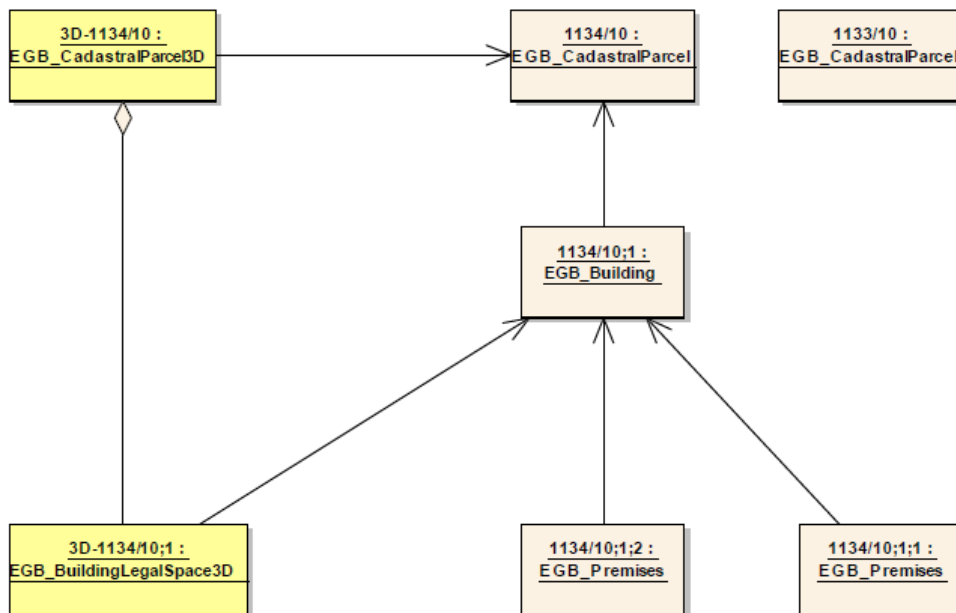 3D-1134/10 :
EGB_CadastralParcel3D
1134/10 :
EGB_CadastralParcel
1133/10 :
EGB_CadastralParcel
1134/10;1 :
EGB_Building
3D-1134/10;1 :
EGB_BuildingLegalSpace3D
1134/10;1;2 :
EGB_Premises
1134/10;1;1 :
EGB_Premises